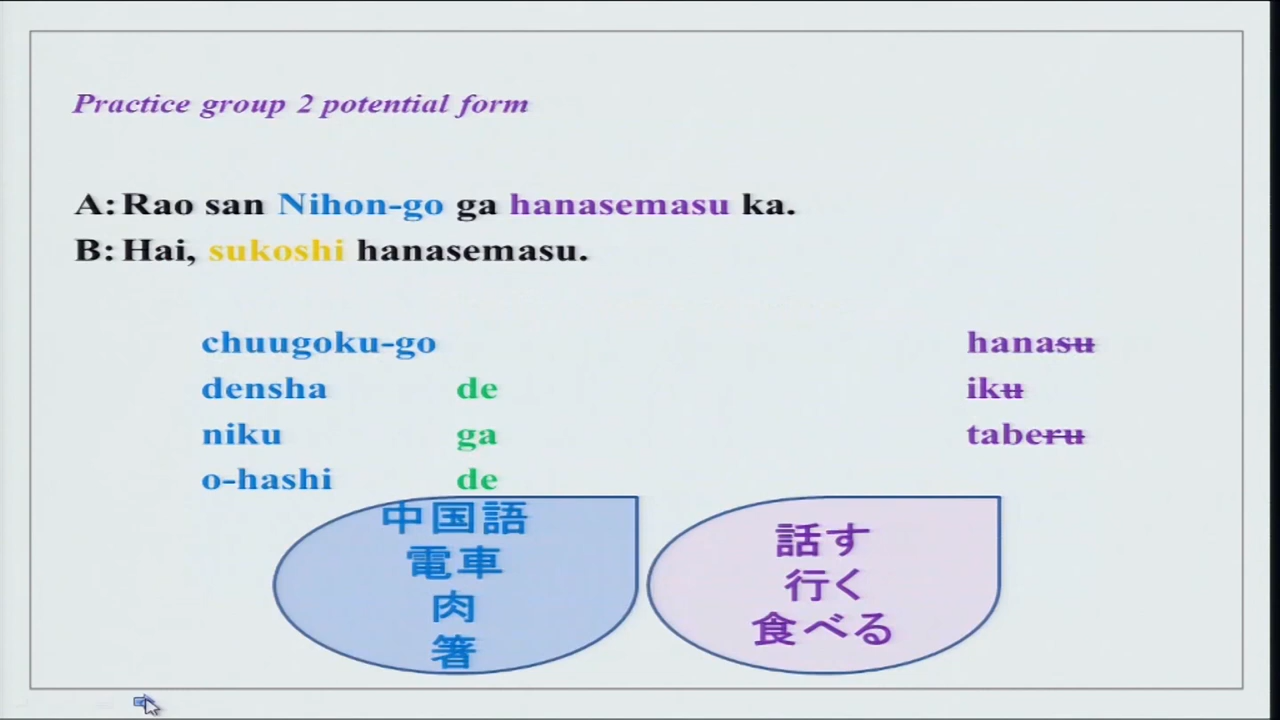 Practice group 2 potential form
A: Rao san Nihon-go ga hanasemasu ka.
B: Hai, sukoshi hanasemasu.
chuugoku-go hanasu
densha de iku
niku ga taberu
o-hashi de
中国語
電車
肉
箸
話す
行く
食べる